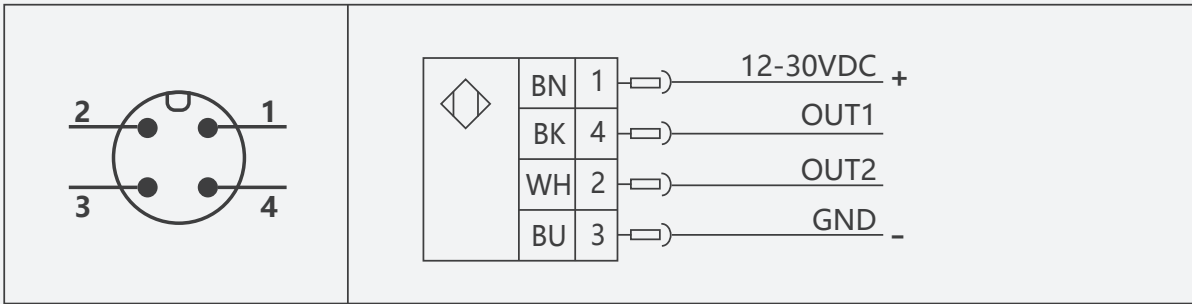 2 1
3 4
BN 1 12-30VDC +
BK 4 OUT1
WH 2 OUT2
BU 3 GND -